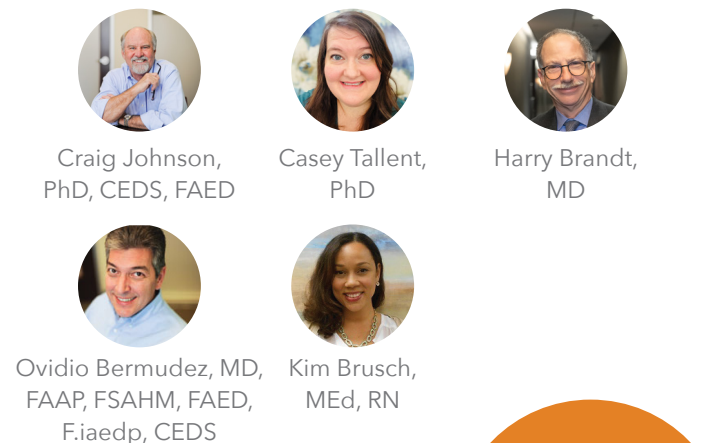 Craig Johnson,
PhD, CEDS, FAED
Casey Tallent,
PhD
Harry Brandt,
MD
Ovidio Bermudez, MD,
FAAP, FSAHM, FAED,
F.iaedp, CEDS
Kim Brusch,
MEd, RN